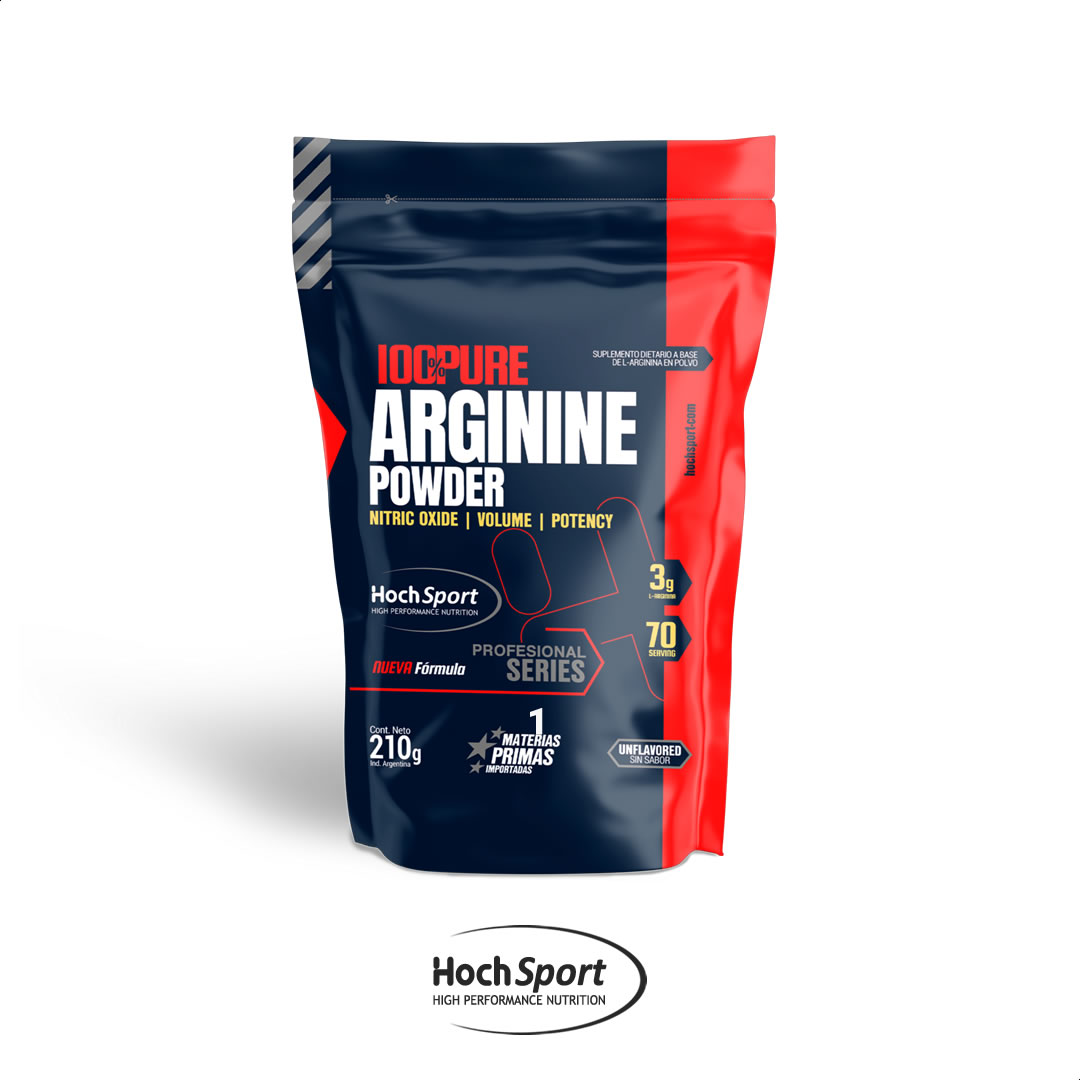 100%PURE
ARGININE
POWDER
NITRIC OXIDE | VOLUME | POTENCY
SUPLEMENTO DIETARIO A BASE
DE L-ARGININA EN POLVO
hochsport.com
3g
L-ARGININA
70
SERVING
HochSport
HIGH PERFORMANCE NUTRITION
PROFESIONAL
SERIES
NUEVA Fórmula
Cont. Neto
210g
Ind. Argentina
1
MATERIAS
PRIMAS
IMPORTADAS
UNFLAVORED
SIN SABOR
HochSport
HIGH PERFORMANCE NUTRITION